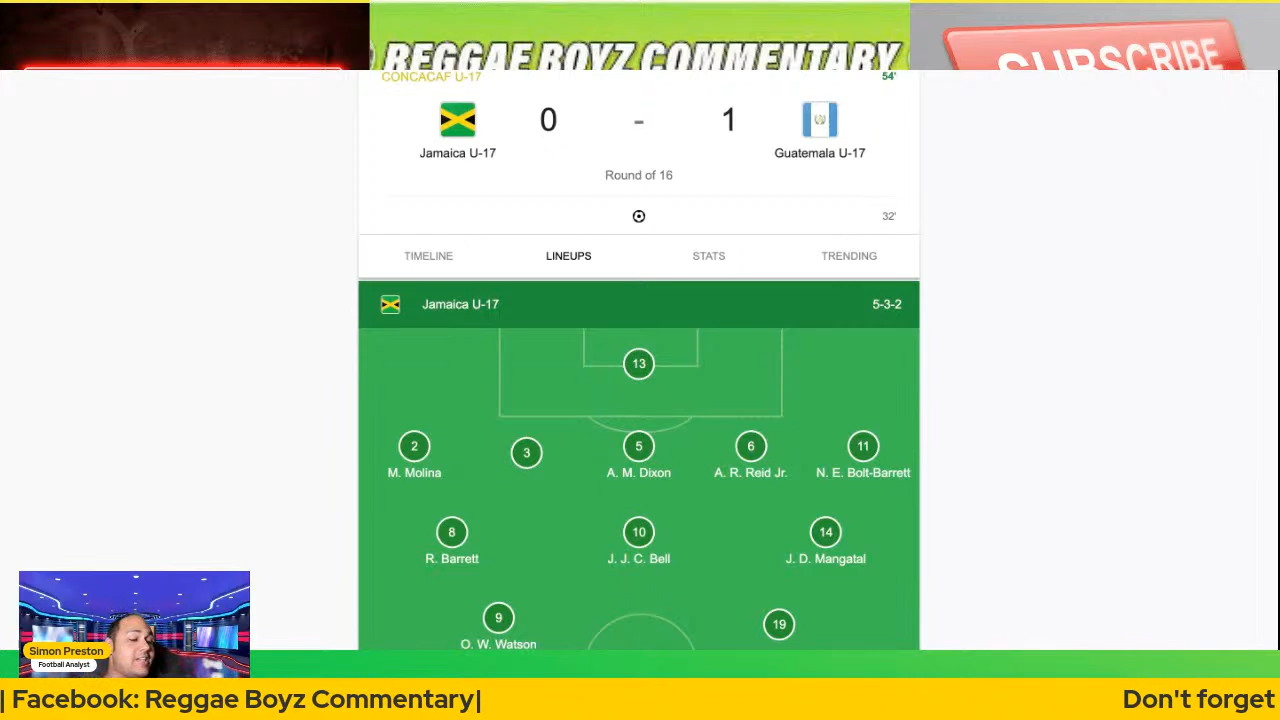 REGGAE BOYZ COMMENTARY
SUBSCRIBE
CONCACAF U-17
54'
0 - 1
Jamaica U-17
Guatemala U-17
Round of 16
32'
TIMELINE
LINEUPS
STATS
TRENDING
Jamaica U-17
5-3-2
13
2
3
5
6
11
M. Molina
A. M. Dixon
A. R. Reid Jr.
N. E. Bolt-Barrett
8
10
14
R. Barrett
J. J. C. Bell
J. D. Mangatal
9
19
O. W. Watson
Simon Preston
Football Analyst
| Facebook: Reggae Boyz Commentary|
Don't forget